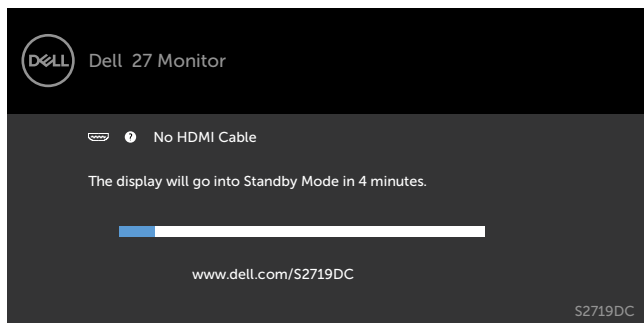 DELL
Dell 27 Monitor
? No HDMI Cable
The display will go into Standby Mode in 4 minutes.
www.dell.com/S2719DC
S2719DC